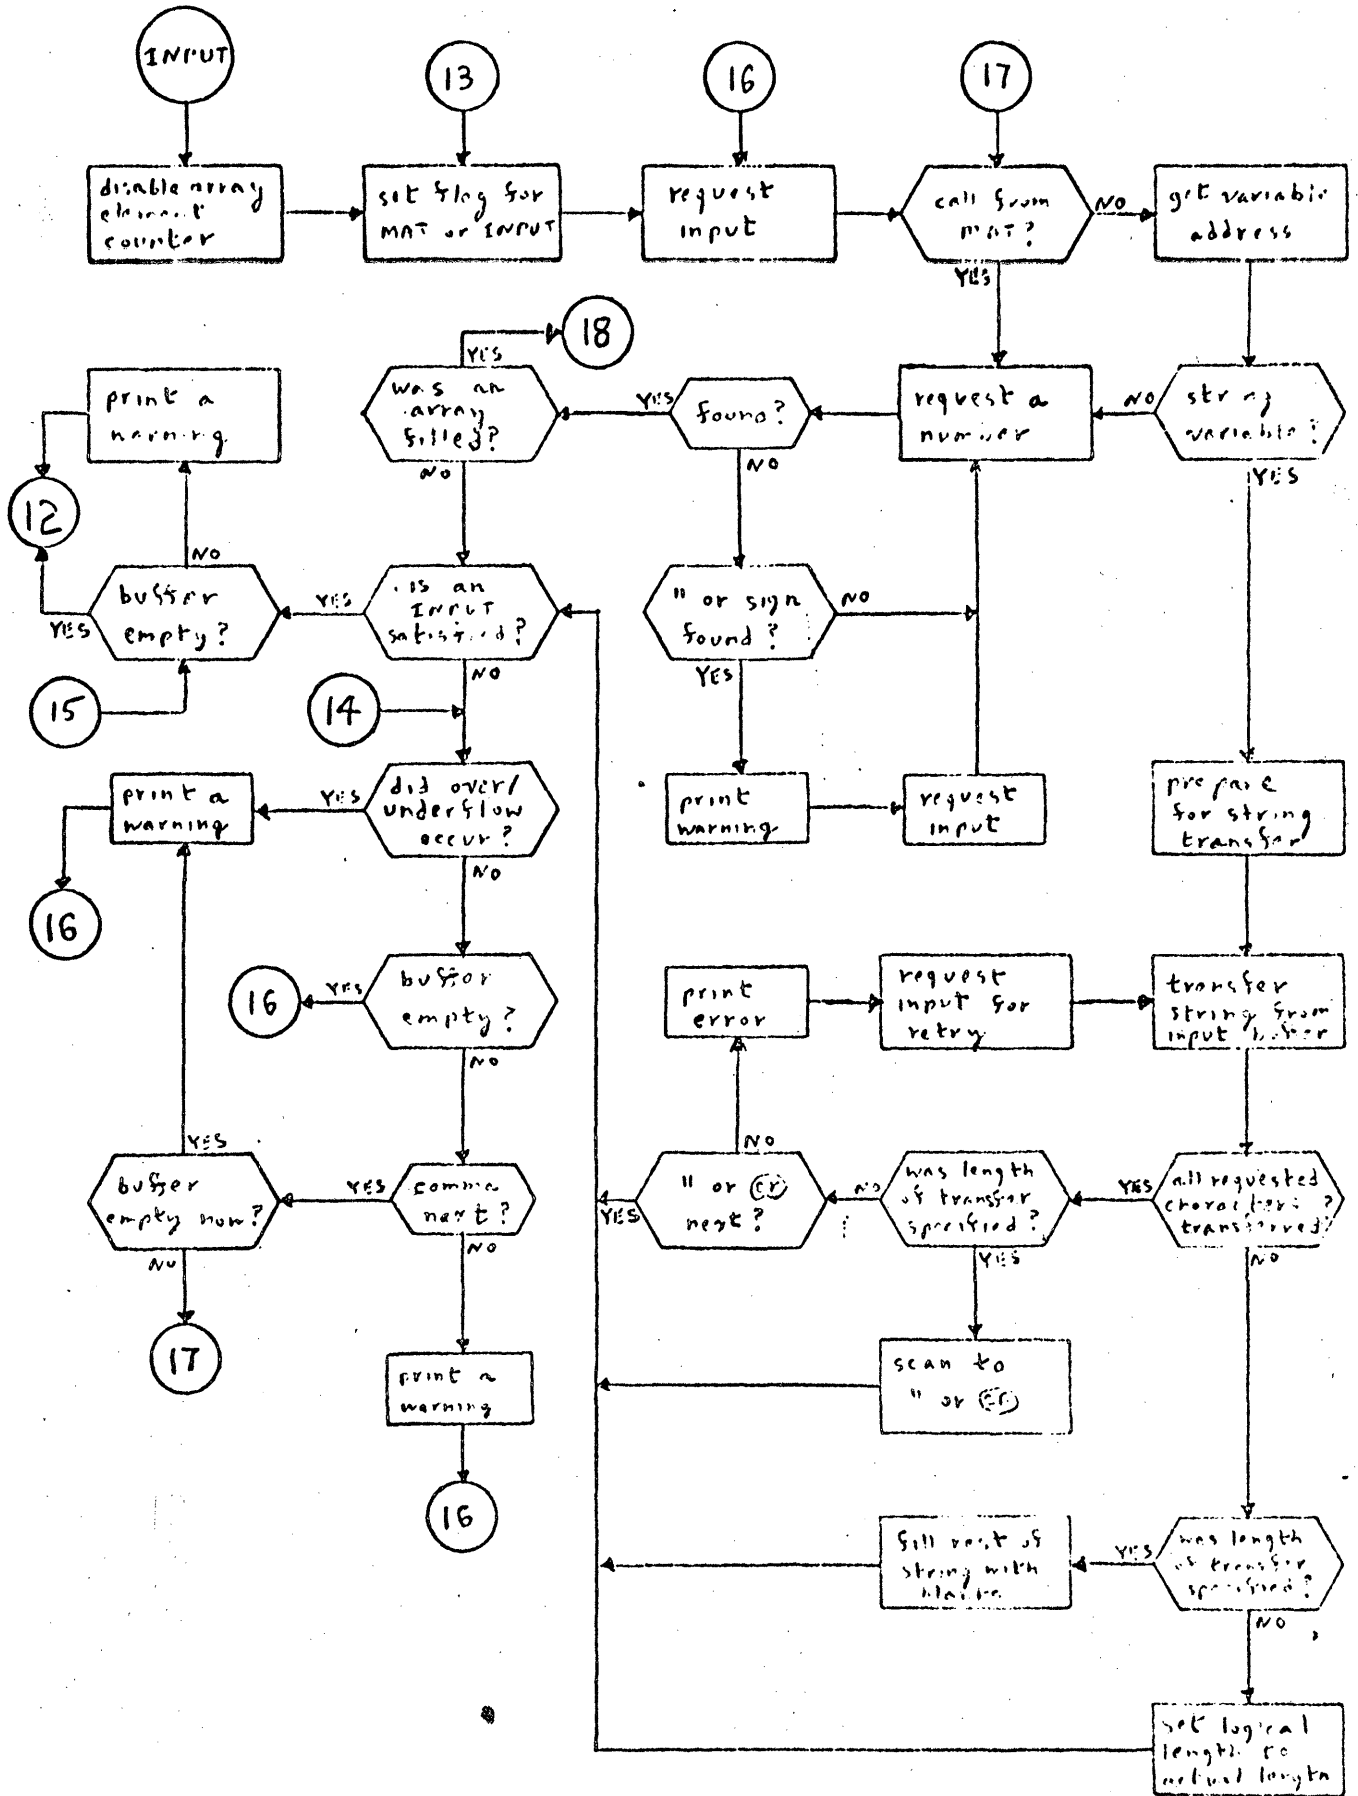 INPUT
13
16
17
disable array
element
counter
set flag for
MAT or INPUT
request
input
call from
MAT?
NO
YES
get variable
address
18
YES
print a
warning
was an
array
filled?
NO
YES
found?
NO
request a
number
NO
string
variable?
YES
12
NO
buffer
empty?
YES
YES
is an
INPUT
satisfied?
NO
" or sign
found?
NO
YES
15
14
print a
warning
YES
did over/
underflow
occur?
NO
print
warning
request
input
prepare
for string
transfer
16
16
YES
buffer
empty?
NO
print
error
request
input for
retry
transfer
string from
input buffer
YES
buffer
empty now?
NO
YES
comma
next?
NO
NO
" or cr
next?
YES
NO
was length
of transfer
specified?
YES
YES
all requested
characters
transferred?
NO
17
print a
warning
scan to
" or cr
16
fill rest of
string with
blanks
YES
was length
of transfer
specified?
NO
set logical
length to
actual length